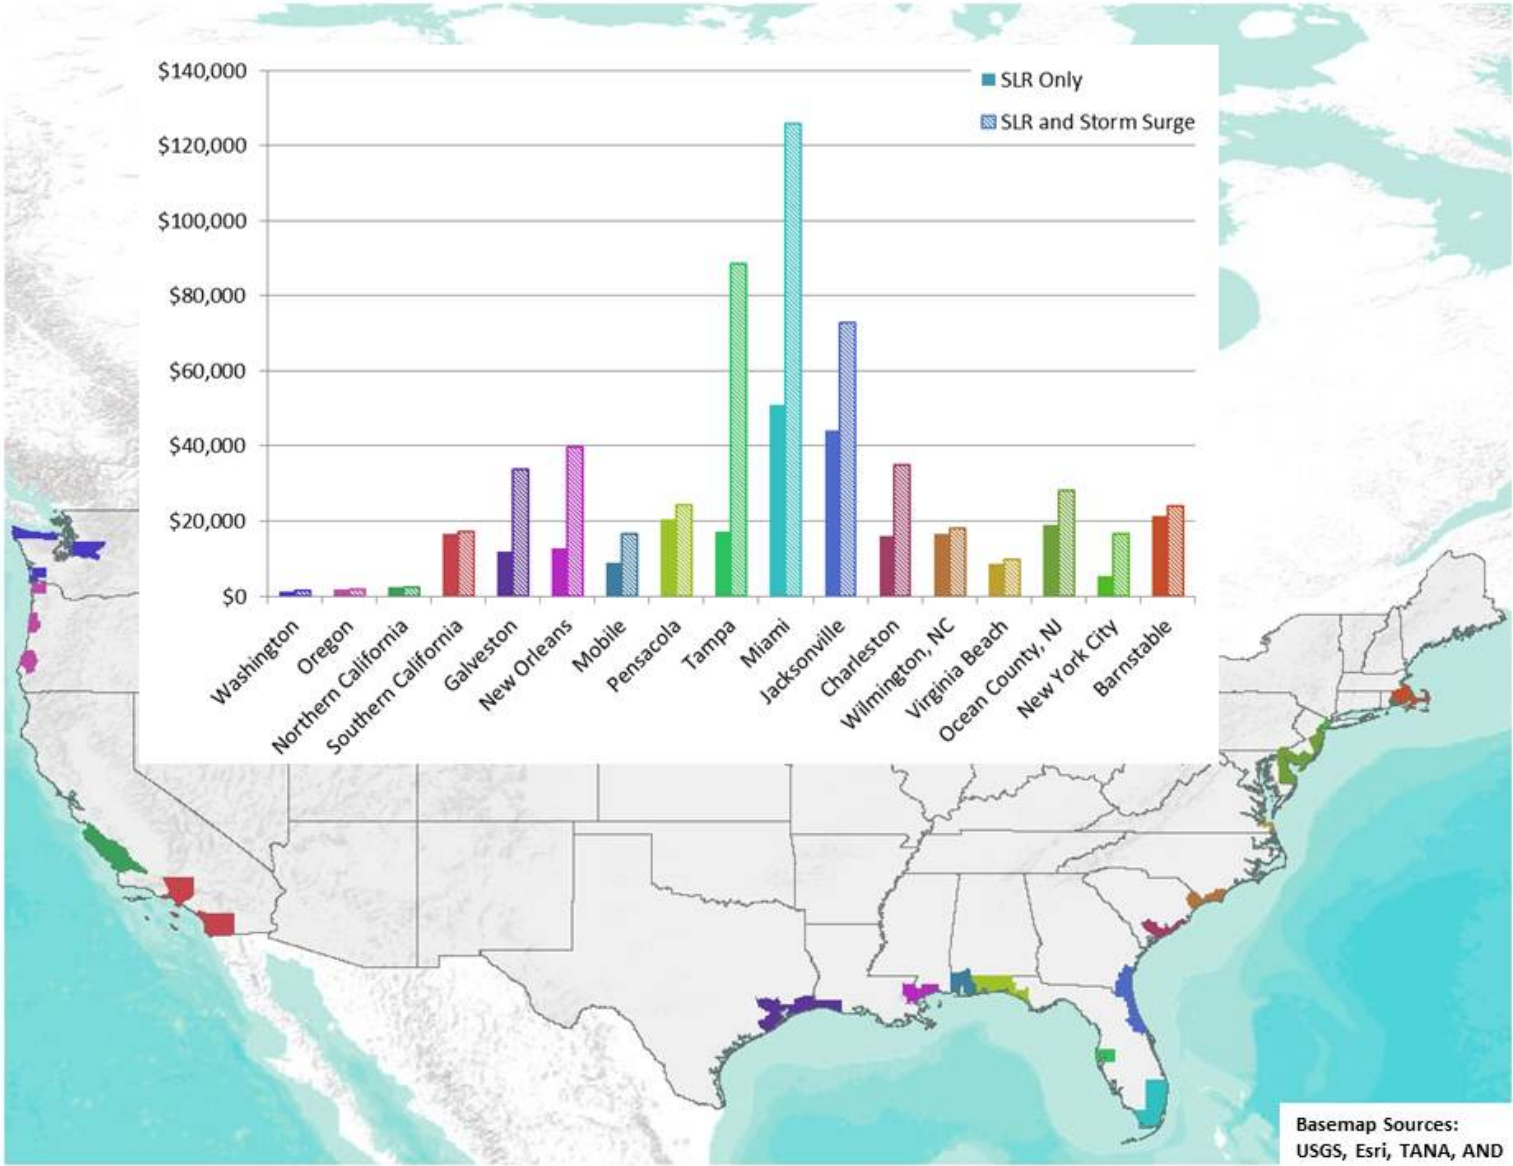 $140,000
$120,000
$100,000
$80,000
$60,000
$40,000
$20,000
$0
SLR Only
SLR and Storm Surge
Washington
Oregon
Northern California
Southern California
Galveston
New Orleans
Mobile
Pensacola
Tampa
Miami
Jacksonville
Charleston
Wilmington, NC
Virginia Beach
Ocean County, NJ
New York City
Barnstable
Basemap Sources:
USGS, Esri, TANA, AND